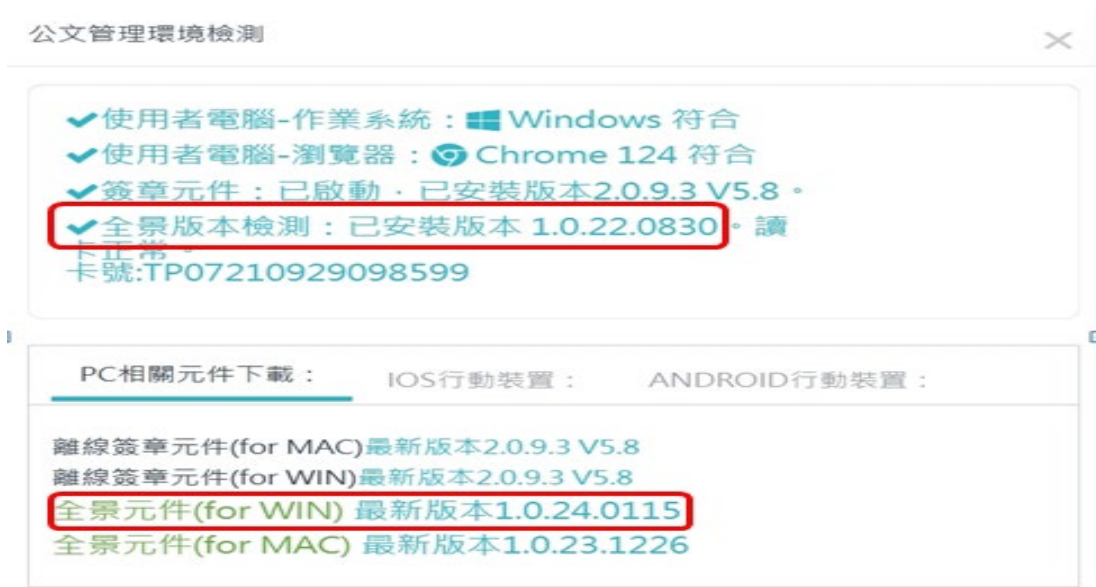 公文管理環境檢測
✔使用者電腦-作業系統：Windows 符合
✔使用者電腦-瀏覽器：Chrome 124 符合
✔簽章元件：已啟動，已安裝版本2.0.9.3 V5.8。
✔全景版本檢測：已安裝版本 1.0.22.0830。讀
卡正常。
卡號:TP07210929098599
PC相關元件下載：
IOS行動裝置：
ANDROID行動裝置：
離線簽章元件(for MAC)最新版本2.0.9.3 V5.8
離線簽章元件(for WIN)最新版本2.0.9.3 V5.8
全景元件(for WIN) 最新版本1.0.24.0115
全景元件(for MAC) 最新版本1.0.23.1226